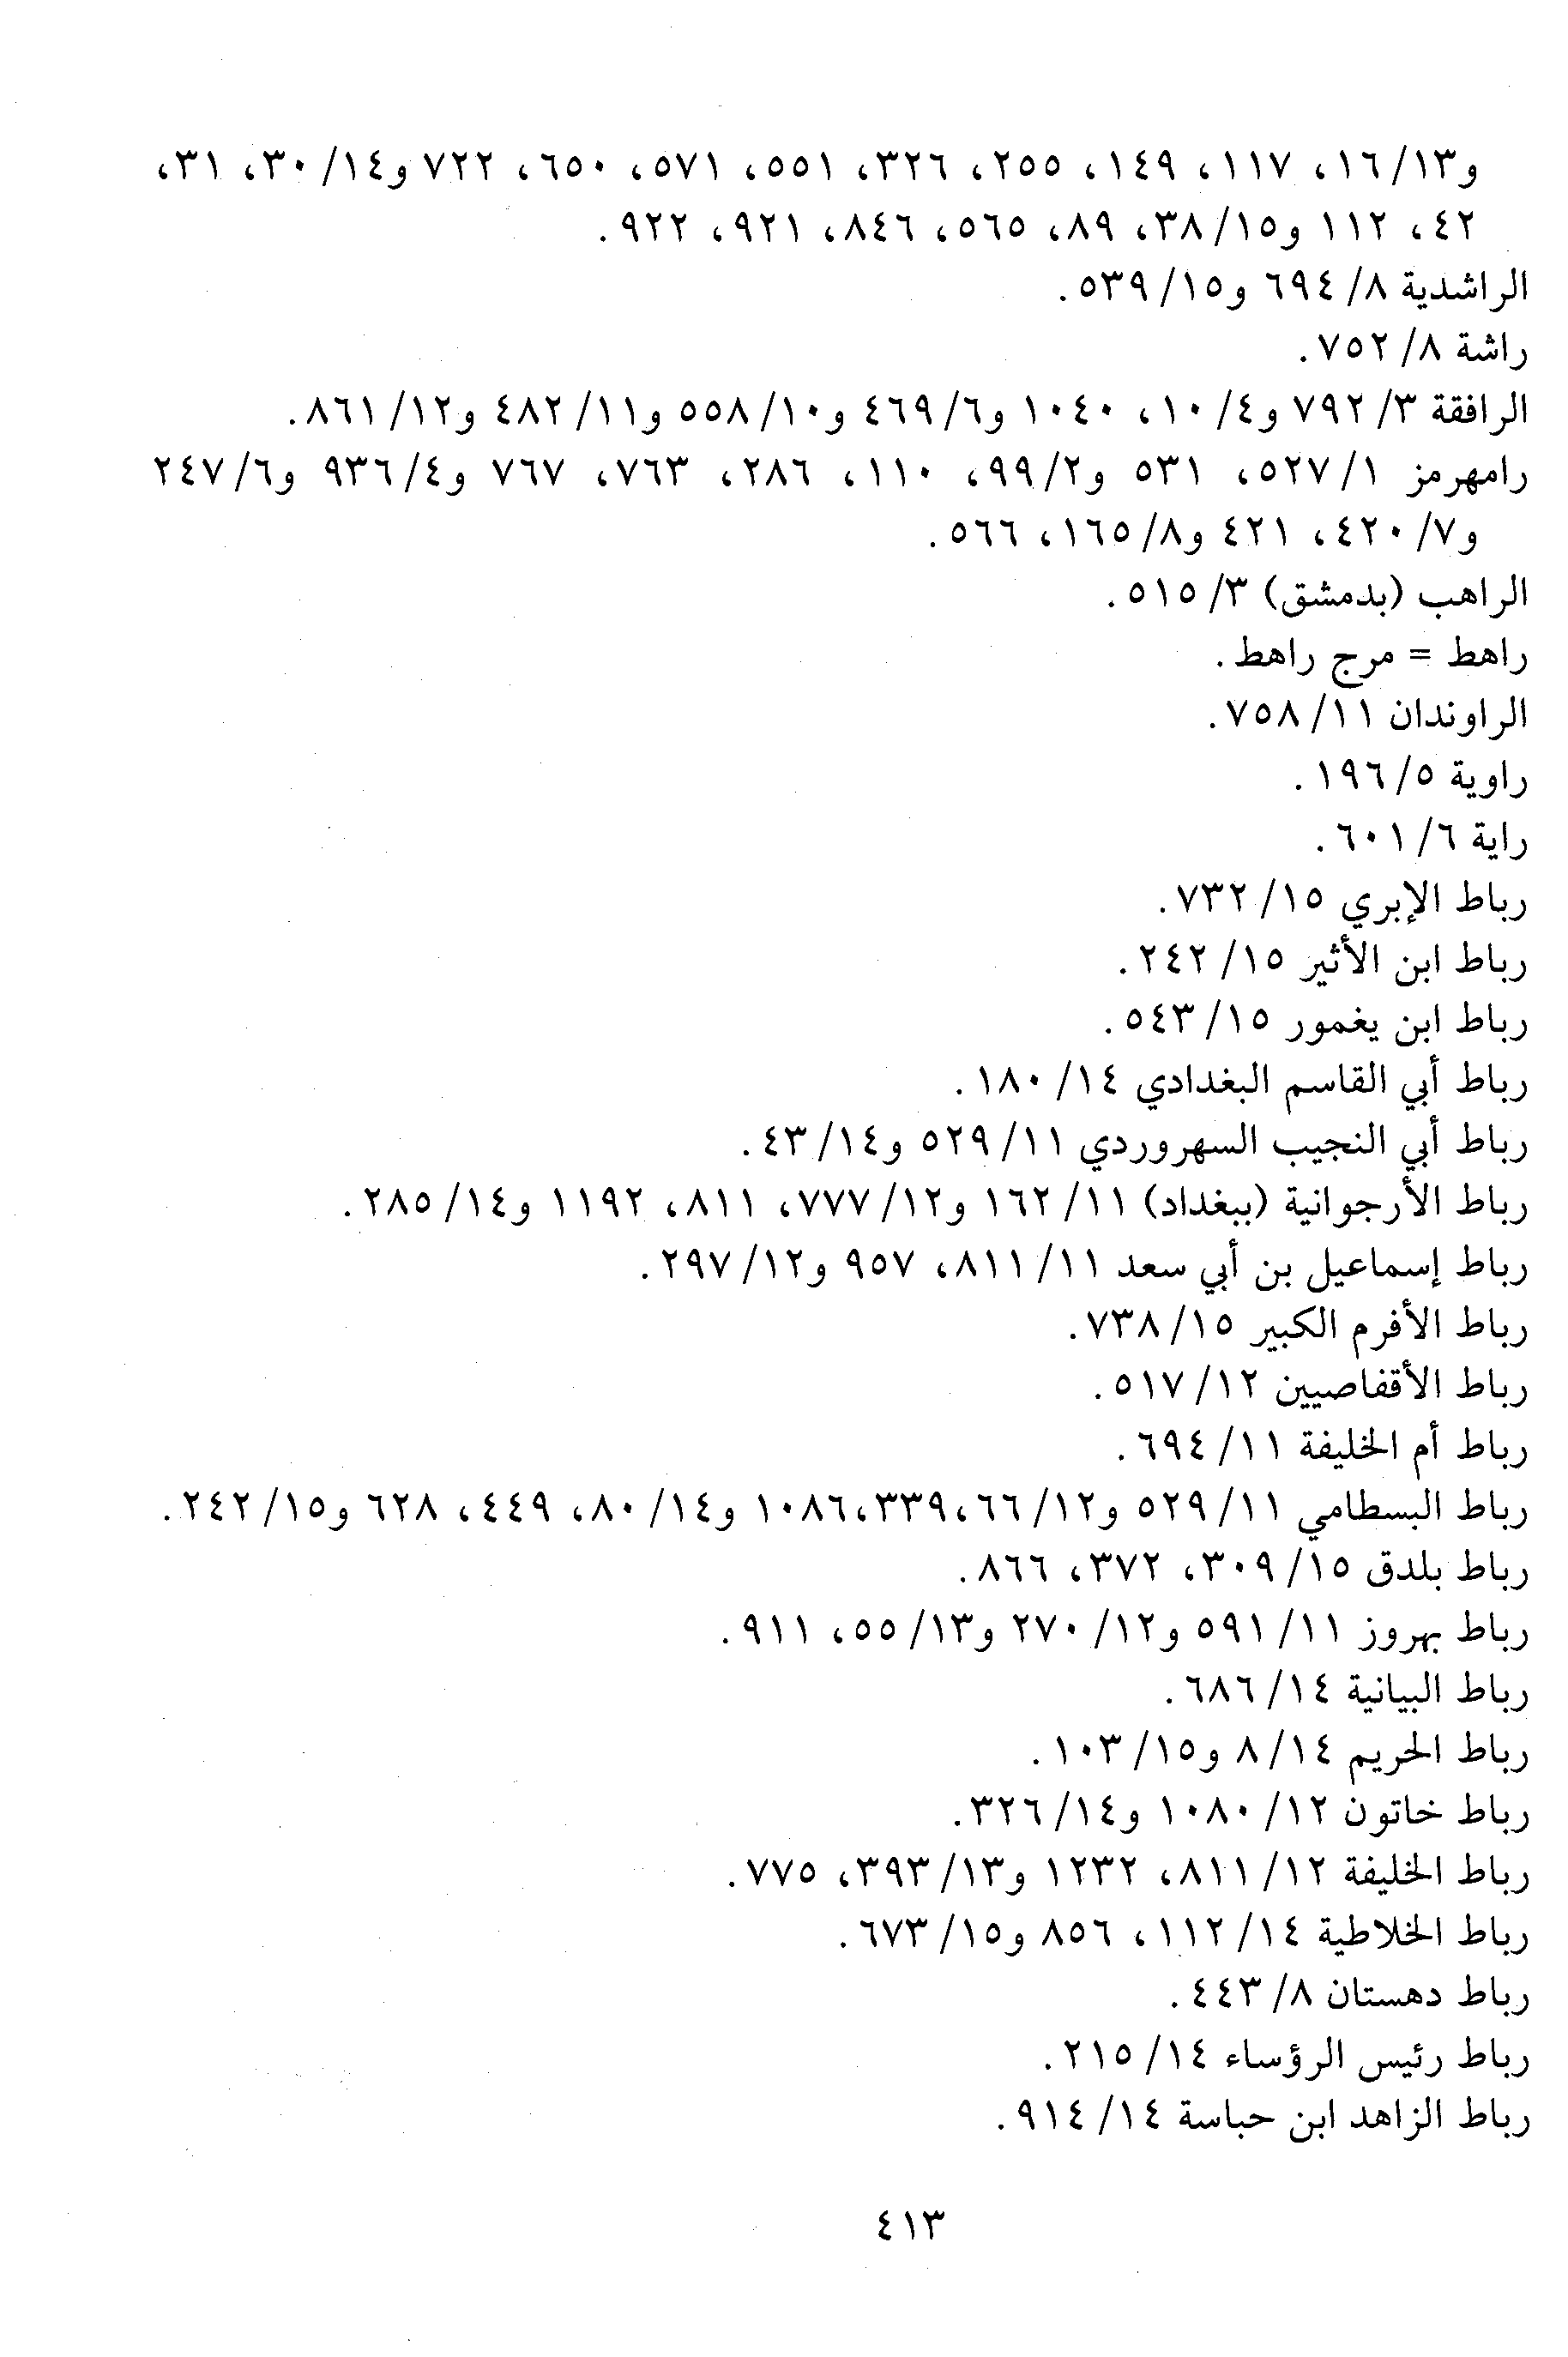 و١٣/ ١٦، ١١٧، ١٤٩، ٢٥٥، ٣٢٦، ٥٥١، ٥٧١، ٦٥٠، ٧٢٢ و١٤/ ٣٠، ٣١،
٤٢، ١١٢ و١٥/ ٣٨، ٨٩، ٥٦٥، ٨٤٦، ٩٢١، ٩٢٢.
الراشدية ٨/ ٦٩٤ و١٥/ ٥٣٩.
راشة ٨/ ٧٥٢.
الرافقة ٣/ ٧٩٢ و٤/ ١٠، ١٠٤٠ و٦/ ٤٦٩ و١٠/ ٥٥٨ و١١/ ٤٨٢ و١٢/ ٨٦١.
رامهرمز ١/ ٥٢٧، ٥٣١ و٢/ ٩٩، ١١٠، ٢٨٦، ٧٦٣، ٧٦٧ و٤/ ٩٣٦ و٦/ ٢٤٧
و٧/ ٤٢٠، ٤٢١ و٨/ ١٦٥، ٥٦٦.
الراهب (بدمشق) ٣/ ٥١٥.
راهط = مرج راهط.
الراوندان ١١/ ٧٥٨.
راوية ٥/ ١٩٦.
راية ٦/ ٦٠١.
رباط الإبري ١٥/ ٧٣٢.
رباط ابن الأثير ١٥/ ٢٤٢.
رباط ابن يغمور ١٥/ ٥٤٣.
رباط أبي القاسم البغدادي ١٤/ ١٨٠.
رباط أبي النجيب السهروردي ١١/ ٥٢٩ و١٤/ ٤٣.
رباط الأرجوانية (ببغداد) ١١/ ١٦٢ و١٢/ ٧٧٧، ٨١١، ١١٩٢ و١٤/ ٢٨٥.
رباط إسماعيل بن أبي سعد ١١/ ٨١١، ٩٥٧ و١٢/ ٢٩٧.
رباط الأفرم الكبير ١٥/ ٧٣٨.
رباط الأقفاصيين ١٢/ ٥١٧.
رباط أم الخليفة ١١/ ٦٩٤.
رباط البسطامي ١١/ ٥٢٩ و١٢/ ٦٦،٣٣٩،١٠٨٦ و١٤/ ٨٠، ٤٤٩، ٦٢٨ و١٥/ ٢٤٢.
رباط بلدق ١٥/ ٣٠٩، ٣٧٢، ٨٦٦.
رباط بهروز ١١/ ٥٩١ و١٢/ ٢٧٠ و١٣/ ٥٥، ٩١١.
رباط البيانية ١٤/ ٦٨٦.
رباط الحريم ١٤/ ٨ و١٥/ ١٠٣.
رباط خاتون ١٢/ ١٠٨٠ و١٤/ ٣٢٦.
رباط الخليفة ١٢/ ٨١١، ١٢٣٢ و١٣/ ٣٩٣، ٧٧٥.
رباط الخلاطية ١٤/ ١١٢، ٨٥٦ و١٥/ ٦٧٣.
رباط دهستان ٨/ ٤٤٣.
رباط رئيس الرؤساء ١٤/ ٢١٥.
رباط الزاهد ابن حباسة ١٤/ ٩١٤.
٤١٣